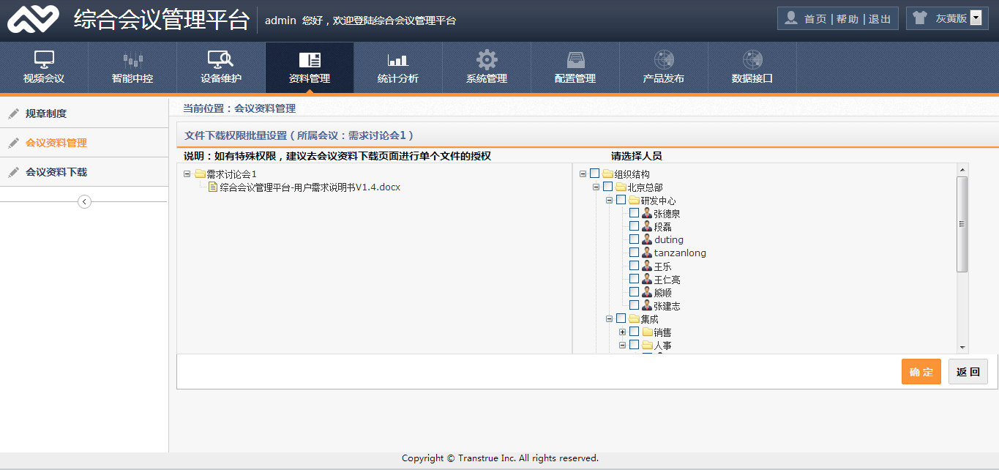 综合会议管理平台
admin 您好，欢迎登陆综合会议管理平台
首页 | 帮助 | 退出
灰黄版
视频会议
智能中控
设备维护
资料管理
统计分析
系统管理
配置管理
产品发布
数据接口
规章制度
会议资料管理
会议资料下载
当前位置：会议资料管理
文件下载权限批量设置（所属会议：需求讨论会1）
说明：如有特殊权限，建议去会议资料下载页面进行单个文件的授权
请选择人员
需求讨论会1
综合会议管理平台-用户需求说明书V1.4.docx
组织结构
北京总部
研发中心
张德泉
段磊
duting
tanzanlong
王乐
王仁亮
熊顺
张建志
集成
销售
人事
确 定
返 回
Copyright © Transtrue Inc. All rights reserved.